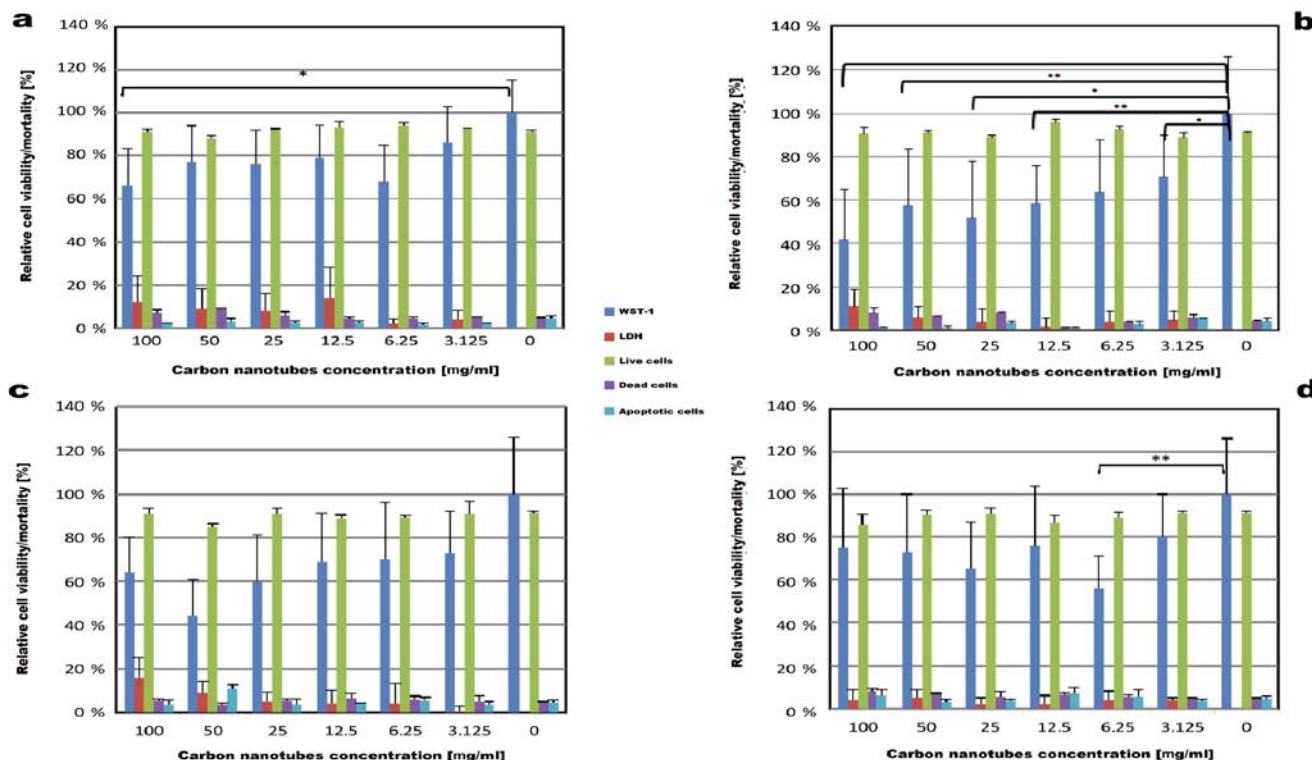 a
140 %
120 %
100 %
80 %
60 %
40 %
20 %
0 %
Relative cell viability/mortality [%]
*
100 50 25 12.5 6.25 3.125 0
Carbon nanotubes concentration [mg/ml]
b
140 %
120 %
100 %
80 %
60 %
40 %
20 %
0 %
Relative cell viability/mortality [%]
**
*
**
*
100 50 25 12.5 6.25 3.125 0
Carbon nanotubes concentration [mg/ml]
WST-1
LDH
Live cells
Dead cells
Apoptotic cells
c
140 %
120 %
100 %
80 %
60 %
40 %
20 %
0 %
Relative cell viability/mortality [%]
100 50 25 12.5 6.25 3.125 0
Carbon nanotubes concentration [mg/ml]
d
140 %
120 %
100 %
80 %
60 %
40 %
20 %
0 %
Relative cell viability/mortality [%]
**
100 50 25 12.5 6.25 3.125 0
Carbon nanotubes concentration [mg/ml]